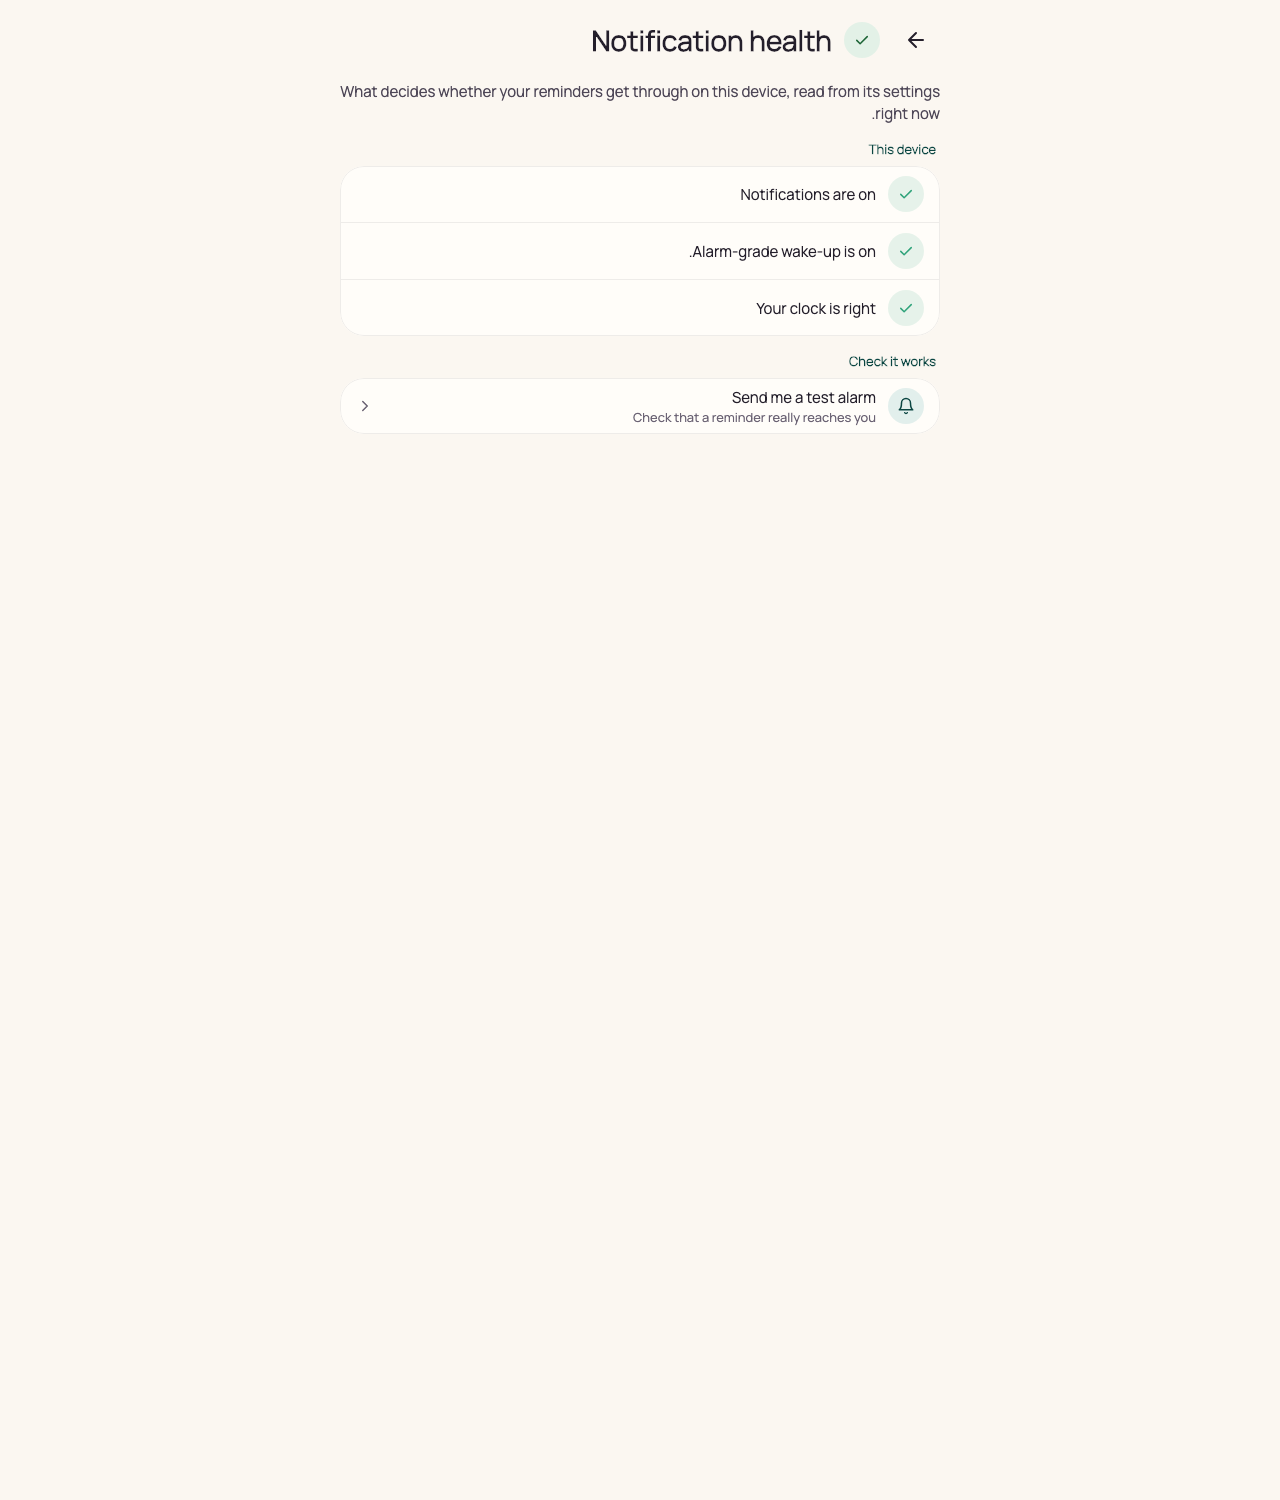 Notification health
What decides whether your reminders get through on this device, read from its settings
.right now
This device
Notifications are on
.Alarm-grade wake-up is on
Your clock is right
Check it works
Send me a test alarm
Check that a reminder really reaches you